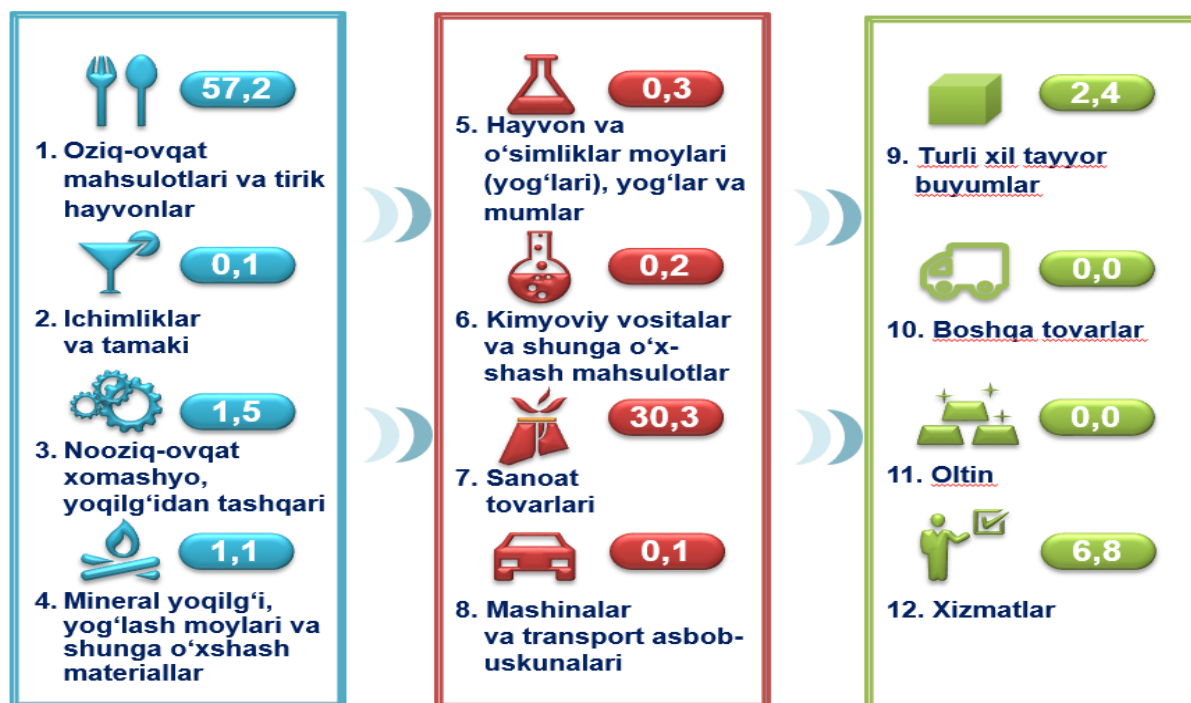 57,2
1. Oziq-ovqat
mahsulotlari va tirik
hayvonlar
0,1
2. Ichimliklar
va tamaki
1,5
3. Nooziq-ovqat
xomashyo,
yoqilg‘idan tashqari
1,1
4. Mineral yoqilg‘i,
yog‘lash moylari va
shunga o‘xshash
materiallar
0,3
5. Hayvon va
o‘simliklar moylari
(yog‘lari), yog‘lar va
mumlar
0,2
6. Kimyoviy vositalar
va shunga o‘x-
shash mahsulotlar
30,3
7. Sanoat
tovarlari
0,1
8. Mashinalar
va transport asbob-
uskunalari
2,4
9. Turli xil tayyor
buyumlar
0,0
10. Boshqa tovarlar
0,0
11. Oltin
6,8
12. Xizmatlar